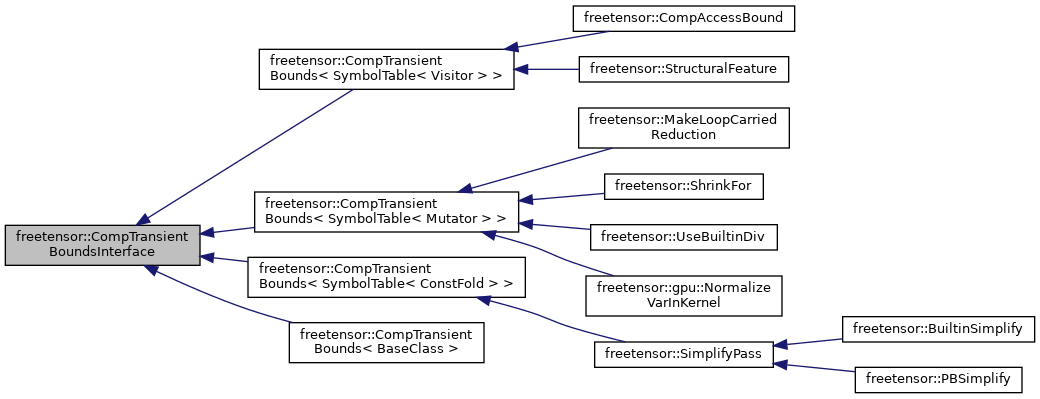 freetensor::CompTransient
BoundsInterface
freetensor::CompTransient
Bounds< SymbolTable< Visitor > >
freetensor::CompAccessBound
freetensor::StructuralFeature
freetensor::CompTransient
Bounds< SymbolTable< Mutator > >
freetensor::MakeLoopCarried
Reduction
freetensor::ShrinkFor
freetensor::UseBuiltinDiv
freetensor::gpu::Normalize
VarInKernel
freetensor::CompTransient
Bounds< SymbolTable< ConstFold > >
freetensor::SimplifyPass
freetensor::BuiltinSimplify
freetensor::PBSimplify
freetensor::CompTransient
Bounds< BaseClass >